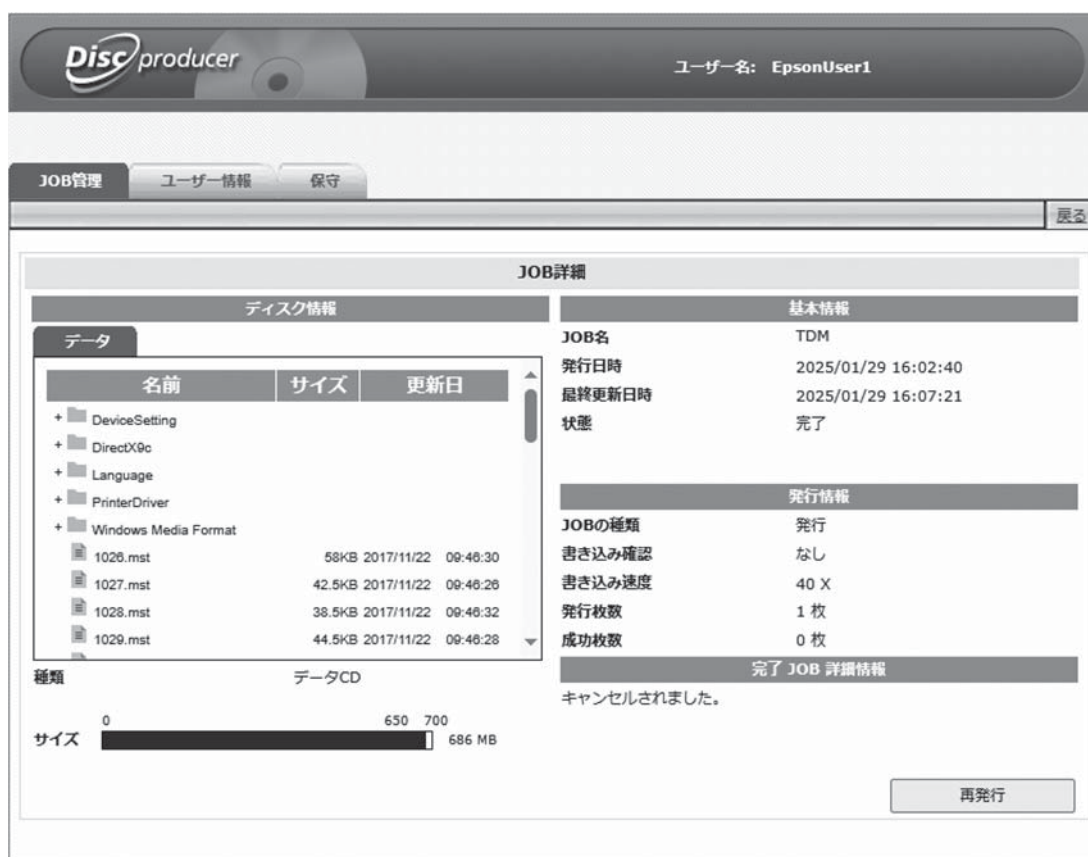 Disc producer
ユーザー名: EpsonUser1
JOB管理 ユーザー情報 保守
戻る
JOB詳細
ディスク情報
データ
名前 サイズ 更新日
+ DeviceSetting
+ DirectX9c
+ Language
+ PrinterDriver
+ Windows Media Format
1026.mst 58KB 2017/11/22 09:46:30
1027.mst 42.5KB 2017/11/22 09:46:26
1028.mst 38.5KB 2017/11/22 09:46:32
1029.mst 44.5KB 2017/11/22 09:46:28
種類 データCD
0 650 700
サイズ 686 MB
基本情報
JOB名 TDM
発行日時 2025/01/29 16:02:40
最終更新日時 2025/01/29 16:07:21
状態 完了
発行情報
JOBの種類 発行
書き込み確認 なし
書き込み速度 40 X
発行枚数 1 枚
成功枚数 0 枚
完了 JOB 詳細情報
キャンセルされました。
再発行